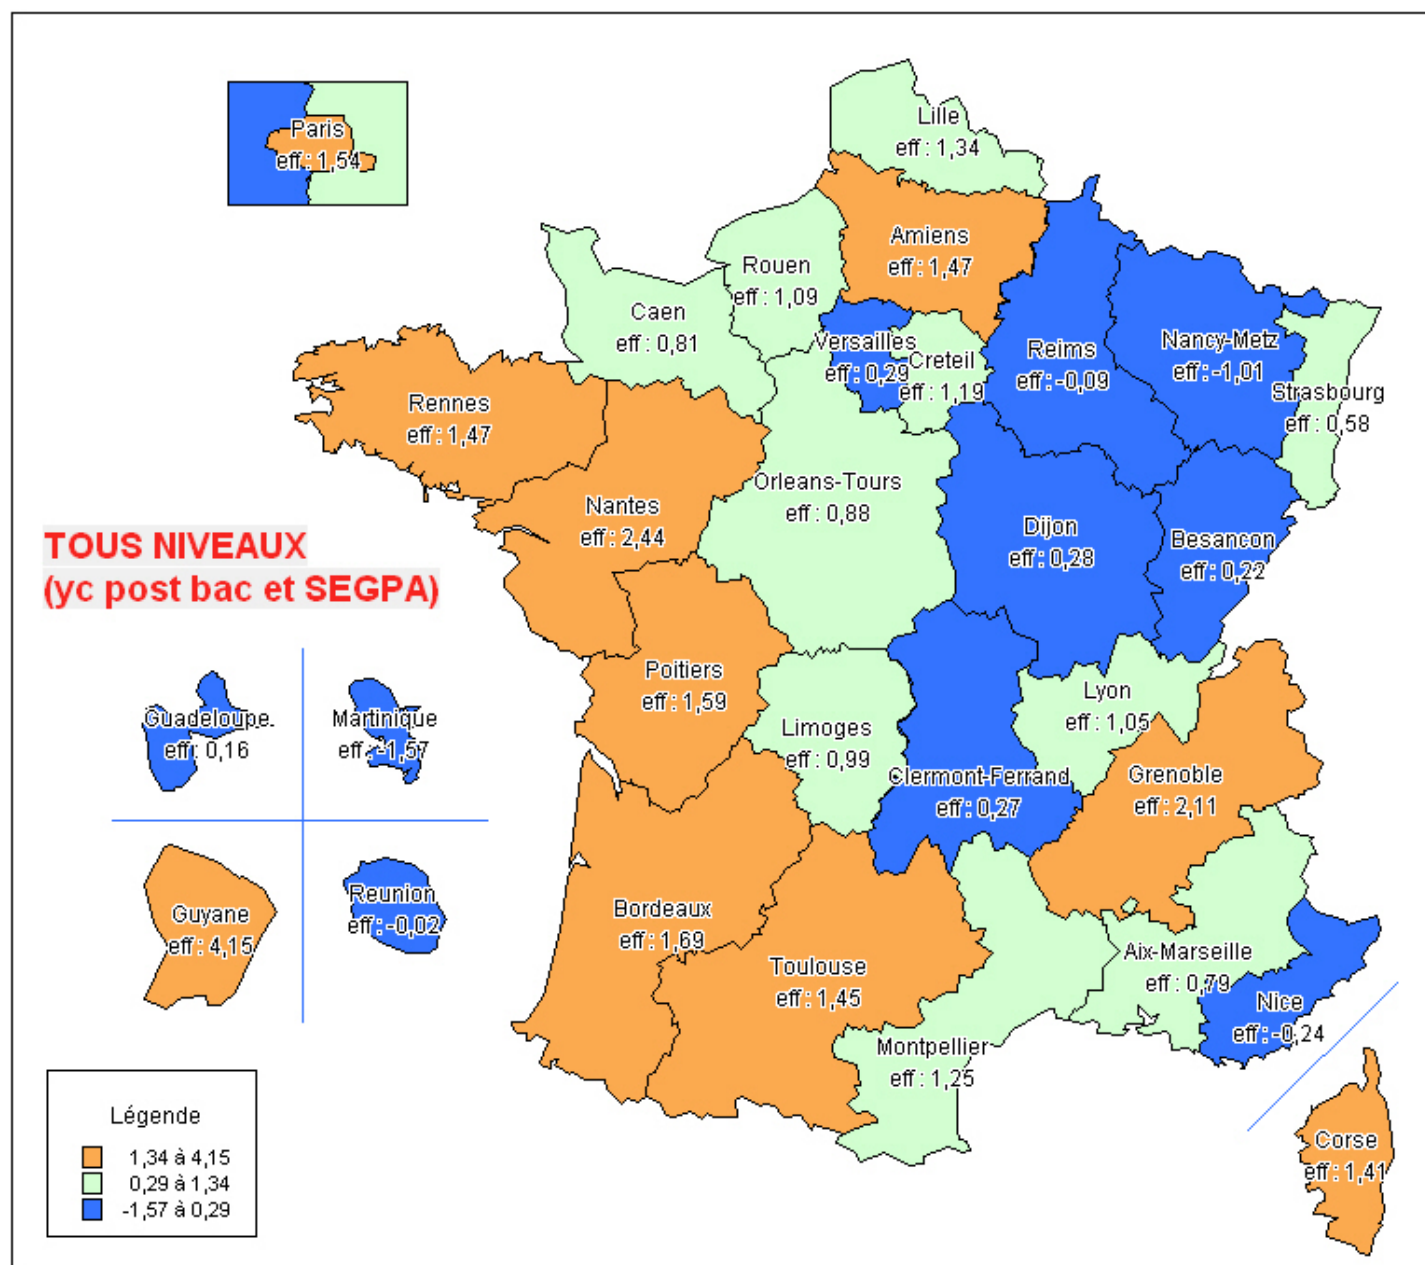 Lille
eff : 1,34
Paris
eff : 1,54
Amiens
eff : 1,47
Rouen
eff : 1,09
Caen
eff : 0,81
Versailles
eff : 0,29
Creteil
eff : 1,19
Reims
eff : -0,09
Nancy-Metz
eff : -1,01
Strasbourg
eff : 0,58
Rennes
eff : 1,47
Nantes
eff : 2,44
Orleans-Tours
eff : 0,88
Dijon
eff : 0,28
Besancon
eff : 0,22
TOUS NIVEAUX
(yc post bac et SEGPA)
Poitiers
eff : 1,59
Limoges
eff : 0,99
Lyon
eff : 1,05
Guadeloupe.
eff : 0,16
Martinique
eff : -1,57
Clermont-Ferrand
eff : 0,27
Grenoble
eff : 2,11
Guyane
eff : 4,15
Reunion
eff : -0,02
Bordeaux
eff : 1,69
Toulouse
eff : 1,45
Aix-Marseille
eff : 0,79
Nice
eff : -0,24
Montpellier
eff : 1,25
Corse
eff : 1,41
Légende
1,34 à 4,15
0,29 à 1,34
-1,57 à 0,29